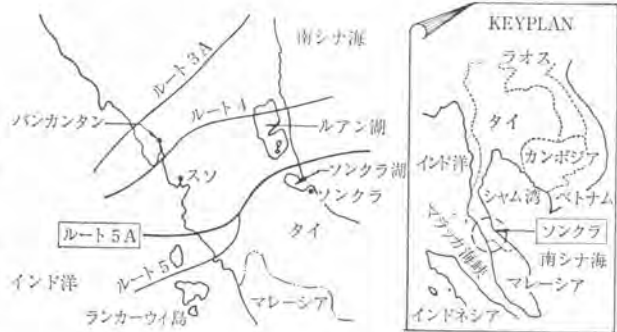 南シナ海
ルート3A
ルート4
バンカンタン
ルアン湖
スソ
ソンクラ湖
ソンクラ
ルート5A
タイ
ルート5
インド洋
マレーシア
ランカーウィ島
KEYPLAN
ラオス
タイ
カンボジア
インド洋
シャム湾
ベトナム
ソンクラ
マラッカ海峡
南シナ海
マレーシア
インドネシア